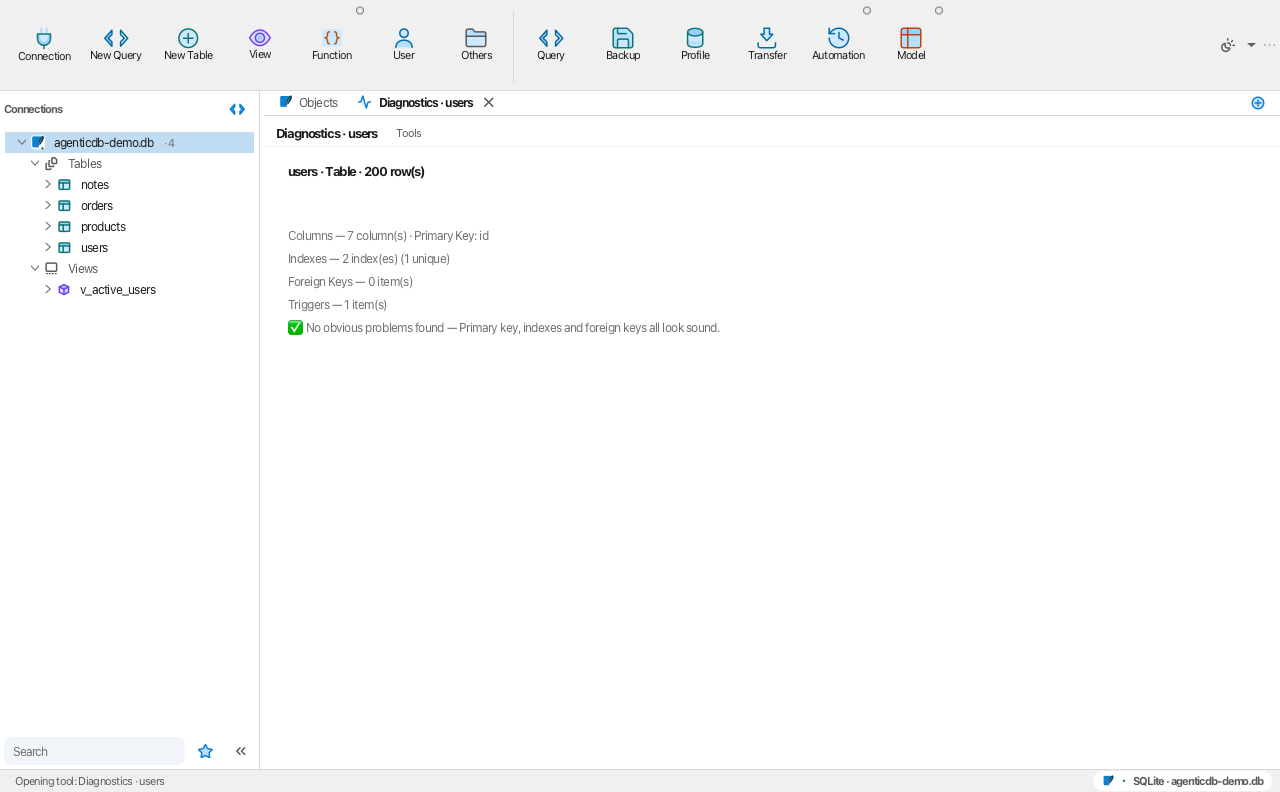 Connection
New Query
New Table
View
Function
User
Others
Query
Backup
Profile
Transfer
Automation
Model
Connections
agenticdb-demo.db · 4
Tables
notes
orders
products
users
Views
v_active_users
Search
Objects
Diagnostics · users
Diagnostics · users
Tools
users · Table · 200 row(s)
Columns — 7 column(s) · Primary Key: id
Indexes — 2 index(es) (1 unique)
Foreign Keys — 0 item(s)
Triggers — 1 item(s)
✅ No obvious problems found — Primary key, indexes and foreign keys all look sound.
Opening tool: Diagnostics · users
SQLite · agenticdb-demo.db